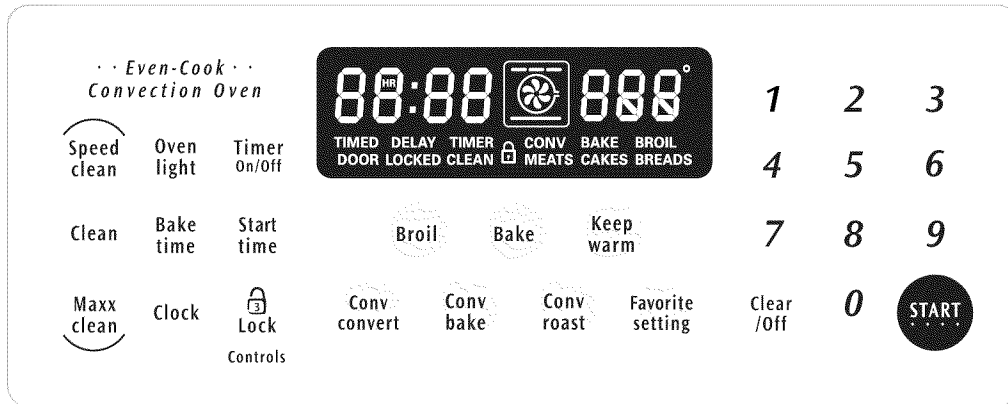 · · Even-Cook · ·
Convection Oven
Speed
clean
Oven
light
Timer
On/Off
Clean
Bake
time
Start
time
Maxx
clean
Clock
3
Lock
Controls
88:88
HR
888°
TIMED DELAY TIMER CONV BAKE BROIL
DOOR LOCKED CLEAN MEATS CAKES BREADS
Broil
Bake
Keep
warm
Conv
convert
Conv
bake
Conv
roast
Favorite
setting
1 2 3
4 5 6
7 8 9
Clear
/Off
0
START